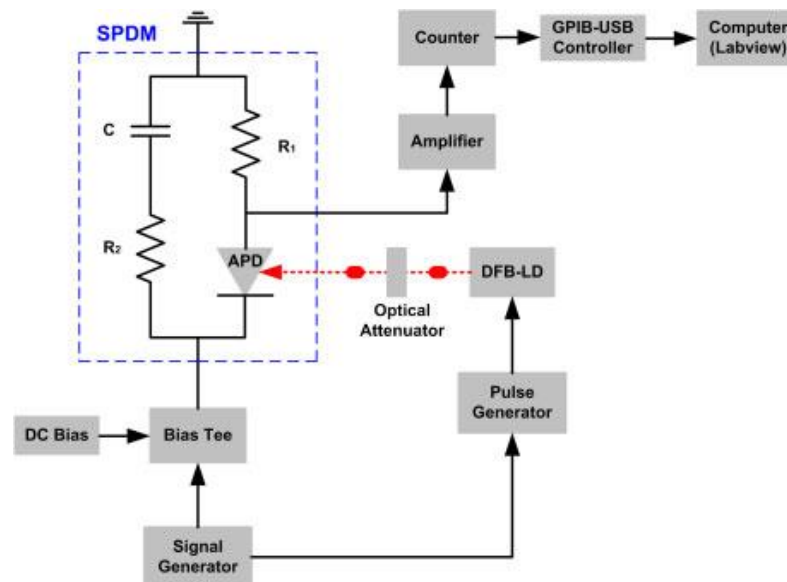 SPDM
Counter
GPIB-USB
Controller
Computer
(Labview)
C
R1
Amplifier
R2
APD
DFB-LD
Optical
Attenuator
Pulse
Generator
DC Bias
Bias Tee
Signal
Generator